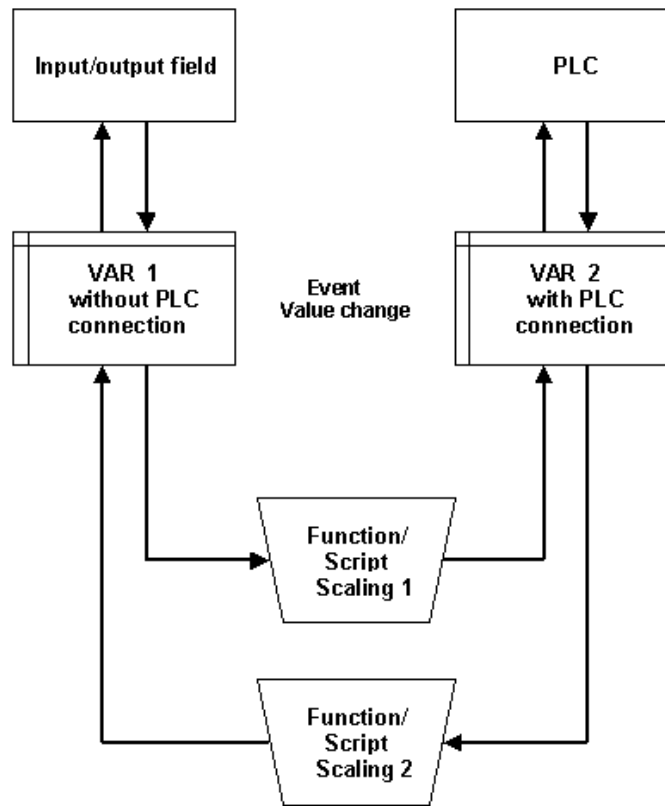 Input/output field
PLC
VAR 1
without PLC
connection
Event
Value change
VAR 2
with PLC
connection
Function/
Script
Scaling 1
Function/
Script
Scaling 2